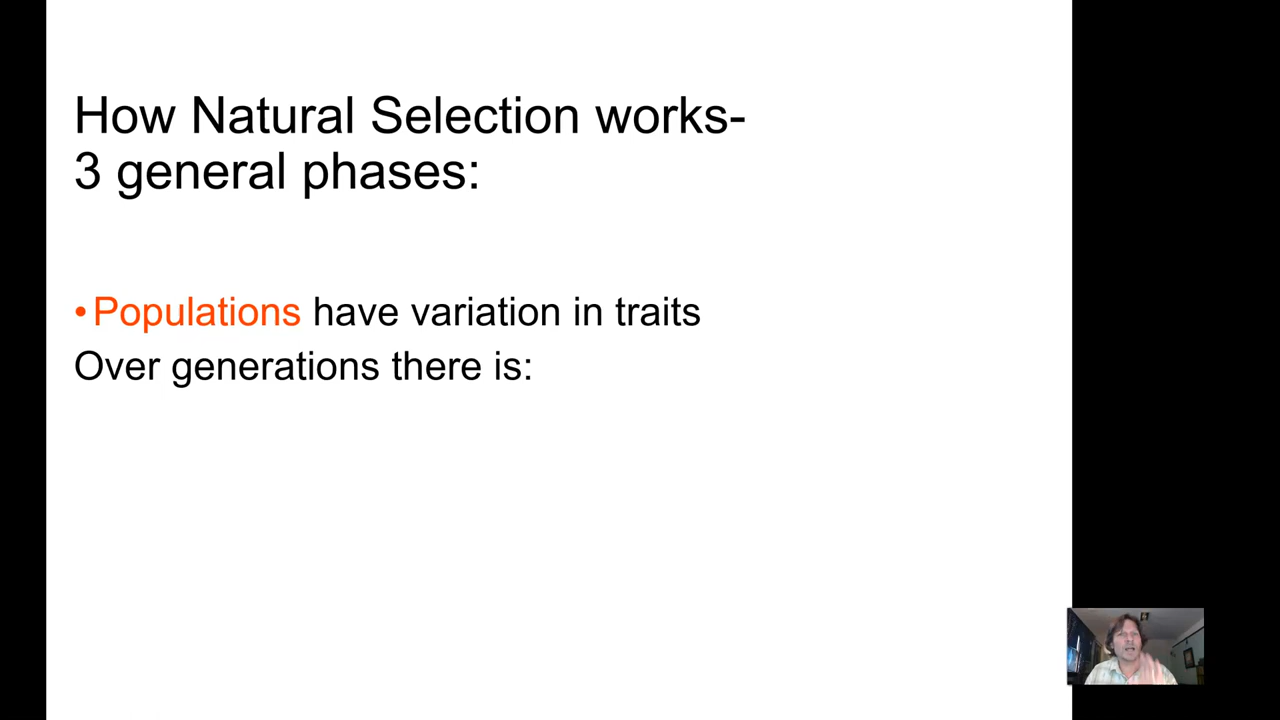 How Natural Selection works-
3 general phases:
•Populations have variation in traits
Over generations there is: